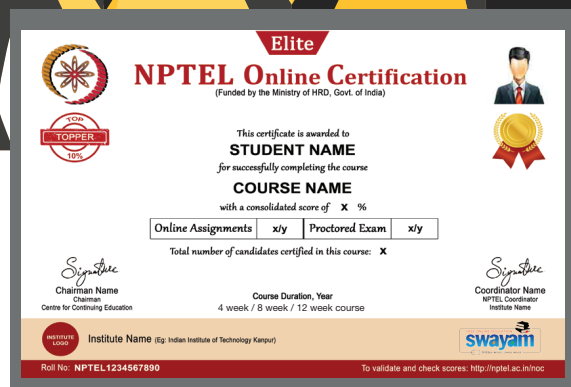 Elite
NPTEL Online Certification
(Funded by the Ministry of HRD, Govt. of India)
TOP
TOPPER
10%
This certificate is awarded to
STUDENT NAME
for successfully completing the course
COURSE NAME
with a consolidated score of X %
Online Assignments x/y Proctored Exam x/y
Total number of candidates certified in this course: X
Signature
Chairman Name
Chairman
Centre for Continuing Education
Course Duration, Year
4 week / 8 week / 12 week course
Signature
Coordinator Name
NPTEL Coordinator
Institute Name
INSTITUTE
LOGO
Institute Name (Eg: Indian Institute of Technology Kanpur)
swayam
Roll No: NPTEL1234567890
To validate and check scores: http://nptel.ac.in/noc